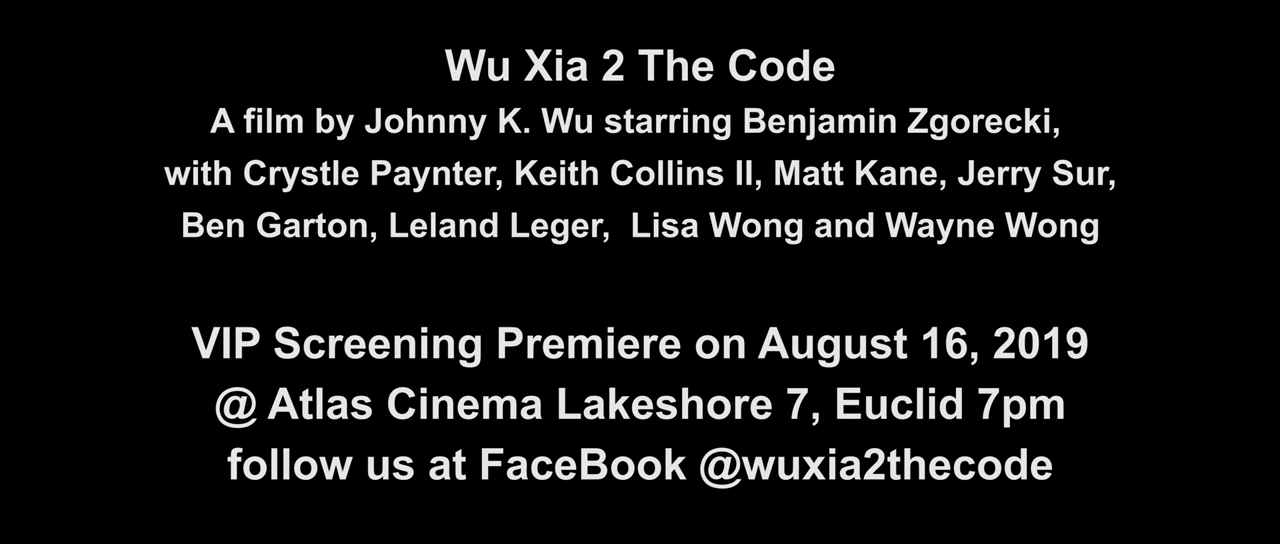 Wu Xia 2 The Code
A film by Johnny K. Wu starring Benjamin Zgorecki,
with Crystle Paynter, Keith Collins II, Matt Kane, Jerry Sur,
Ben Garton, Leland Leger,  Lisa Wong and Wayne Wong
VIP Screening Premiere on August 16, 2019
@ Atlas Cinema Lakeshore 7, Euclid 7pm
follow us at FaceBook @wuxia2thecode